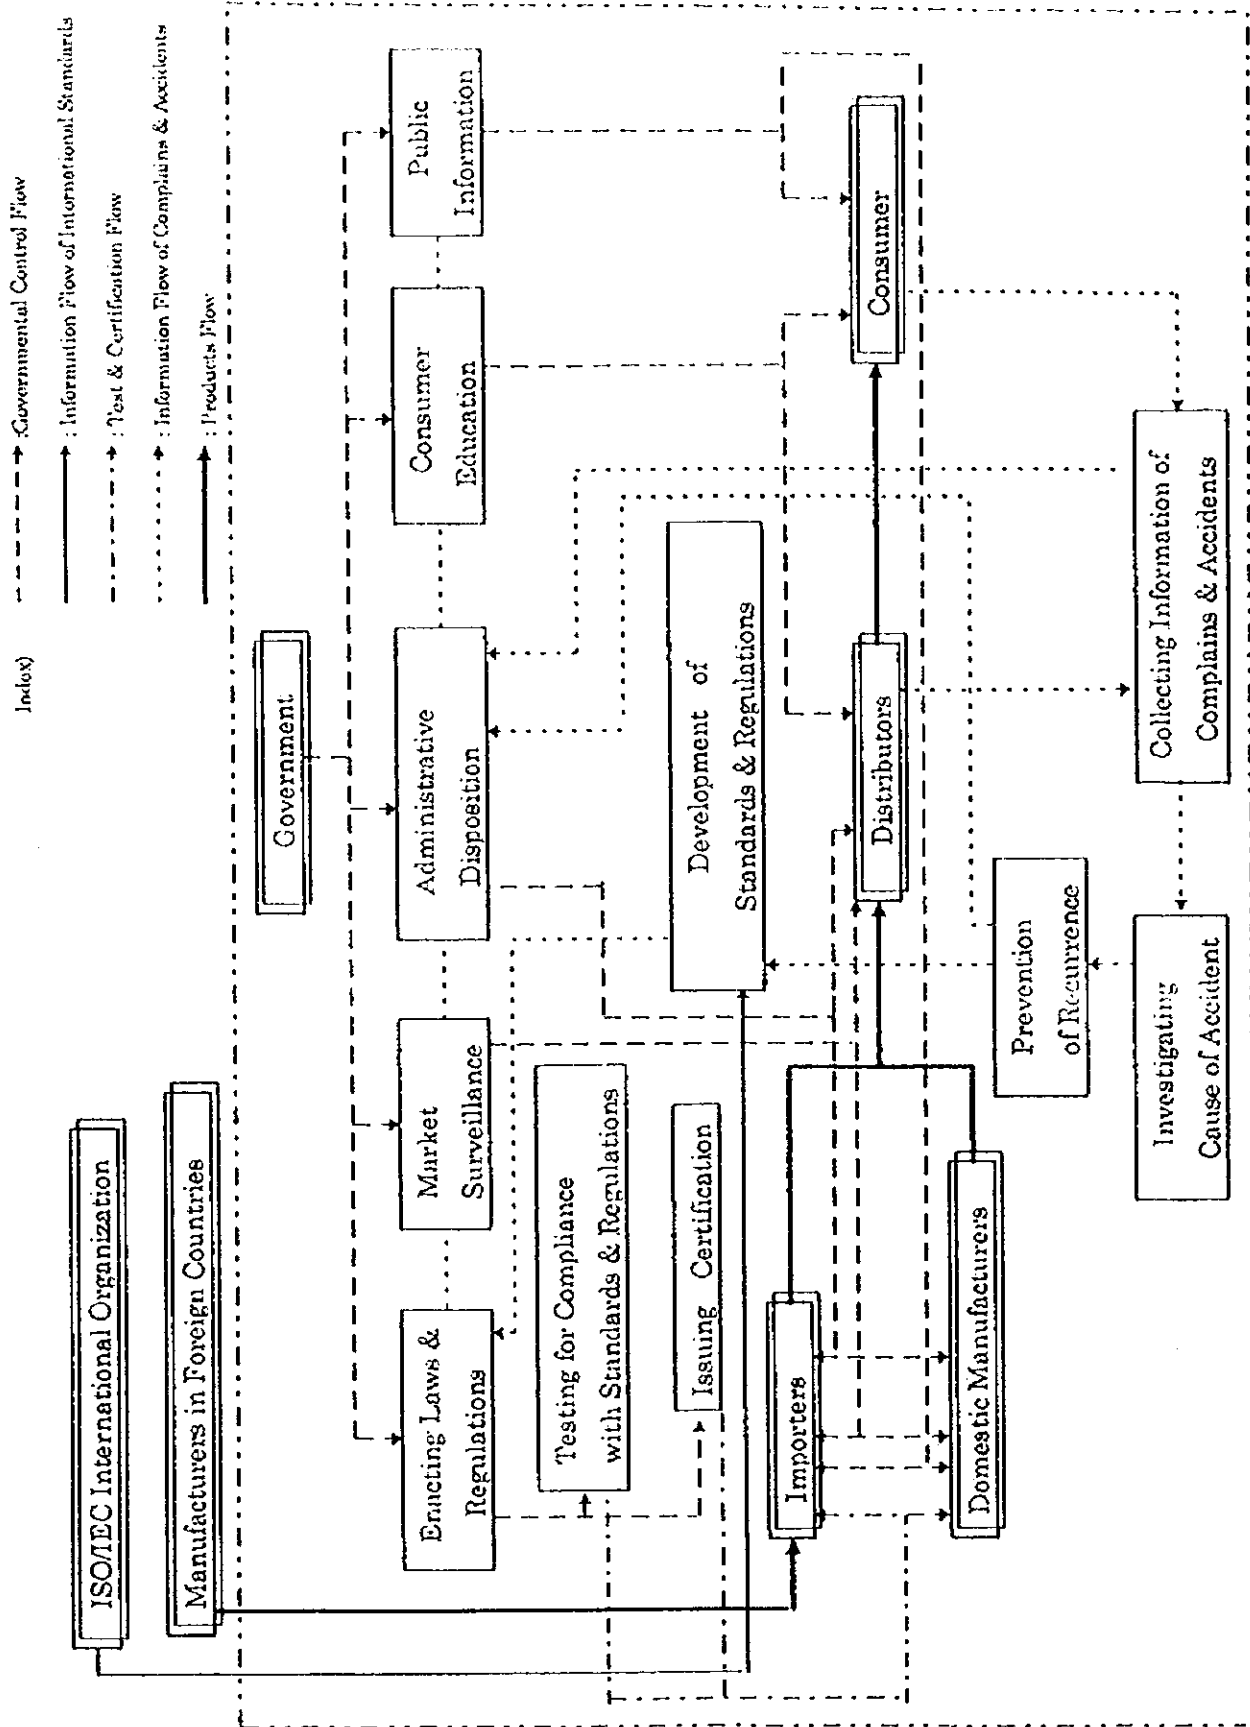 Index)
:Governmental Control Flow
: Information Flow of International Standards
: Test & Certification Flow
: Information Flow of Complains & Accidents
: Products Flow
ISO/IEC International Organization
Manufacturers in Foreign Countries
Government
Enacting Laws &
Regulations
Market
Surveillance
Administrative
Disposition
Consumer
Education
Public
Information
Testing for Compliance
with Standards & Regulations
Issuing Certification
Development of
Standards & Regulations
Importers
Domestic Manufacturers
Distributors
Consumer
Prevention
of Re-currence
Investigating
Cause of Accident
Collecting Information of
Complains & Accidents